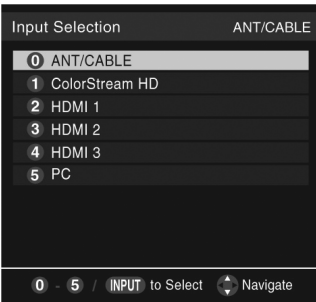 Input Selection ANT/CABLE
0 ANT/CABLE
1 ColorStream HD
2 HDMI 1
3 HDMI 2
4 HDMI 3
5 PC
0 - 5 / INPUT to Select Navigate